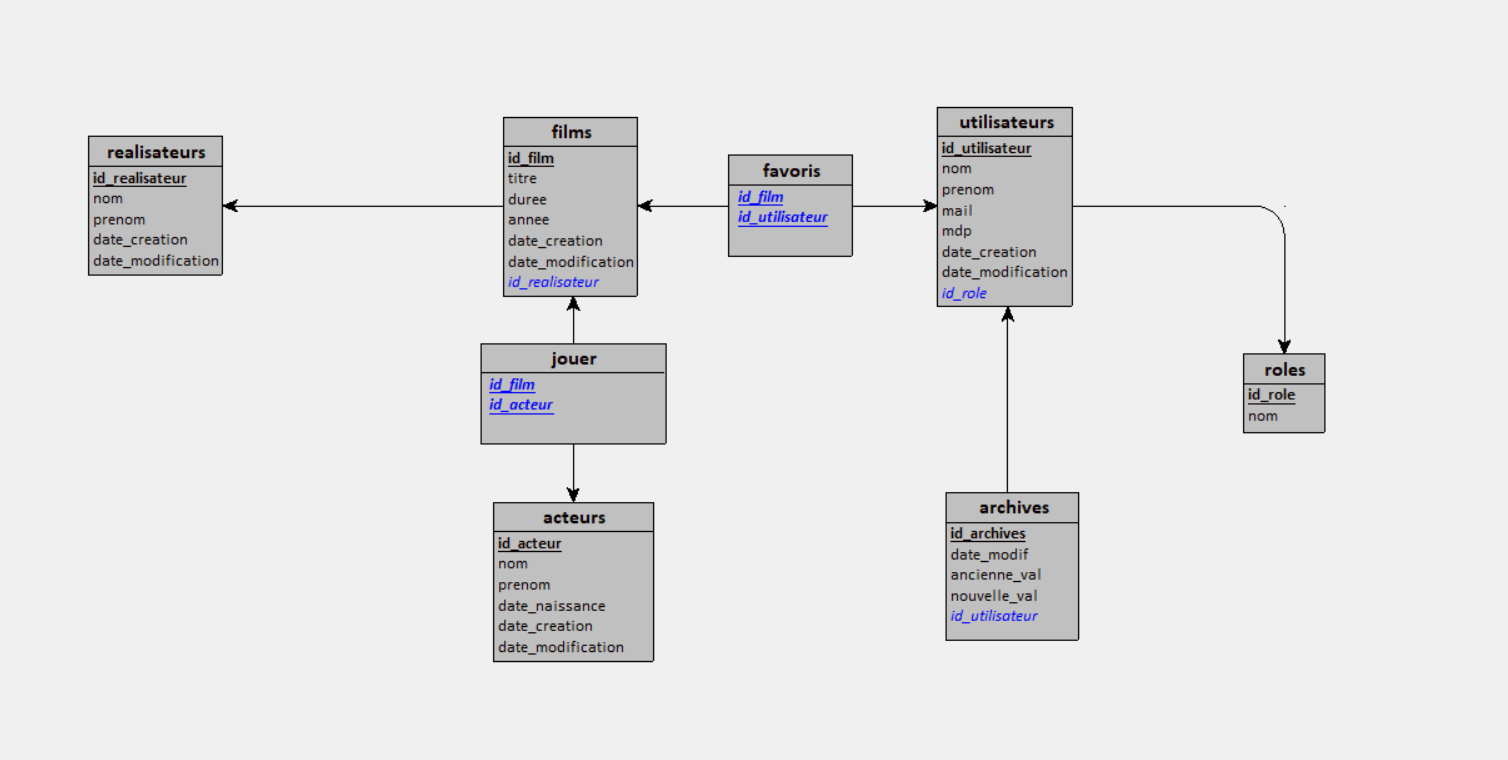 realisateurs
id_realisateur
nom
prenom
date_creation
date_modification
films
id_film
titre
duree
annee
date_creation
date_modification
id_realisateur
favoris
id_film
id_utilisateur
utilisateurs
id_utilisateur
nom
prenom
mail
mdp
date_creation
date_modification
id_role
jouer
id_film
id_acteur
roles
id_role
nom
acteurs
id_acteur
nom
prenom
date_naissance
date_creation
date_modification
archives
id_archives
date_modif
ancienne_val
nouvelle_val
id_utilisateur